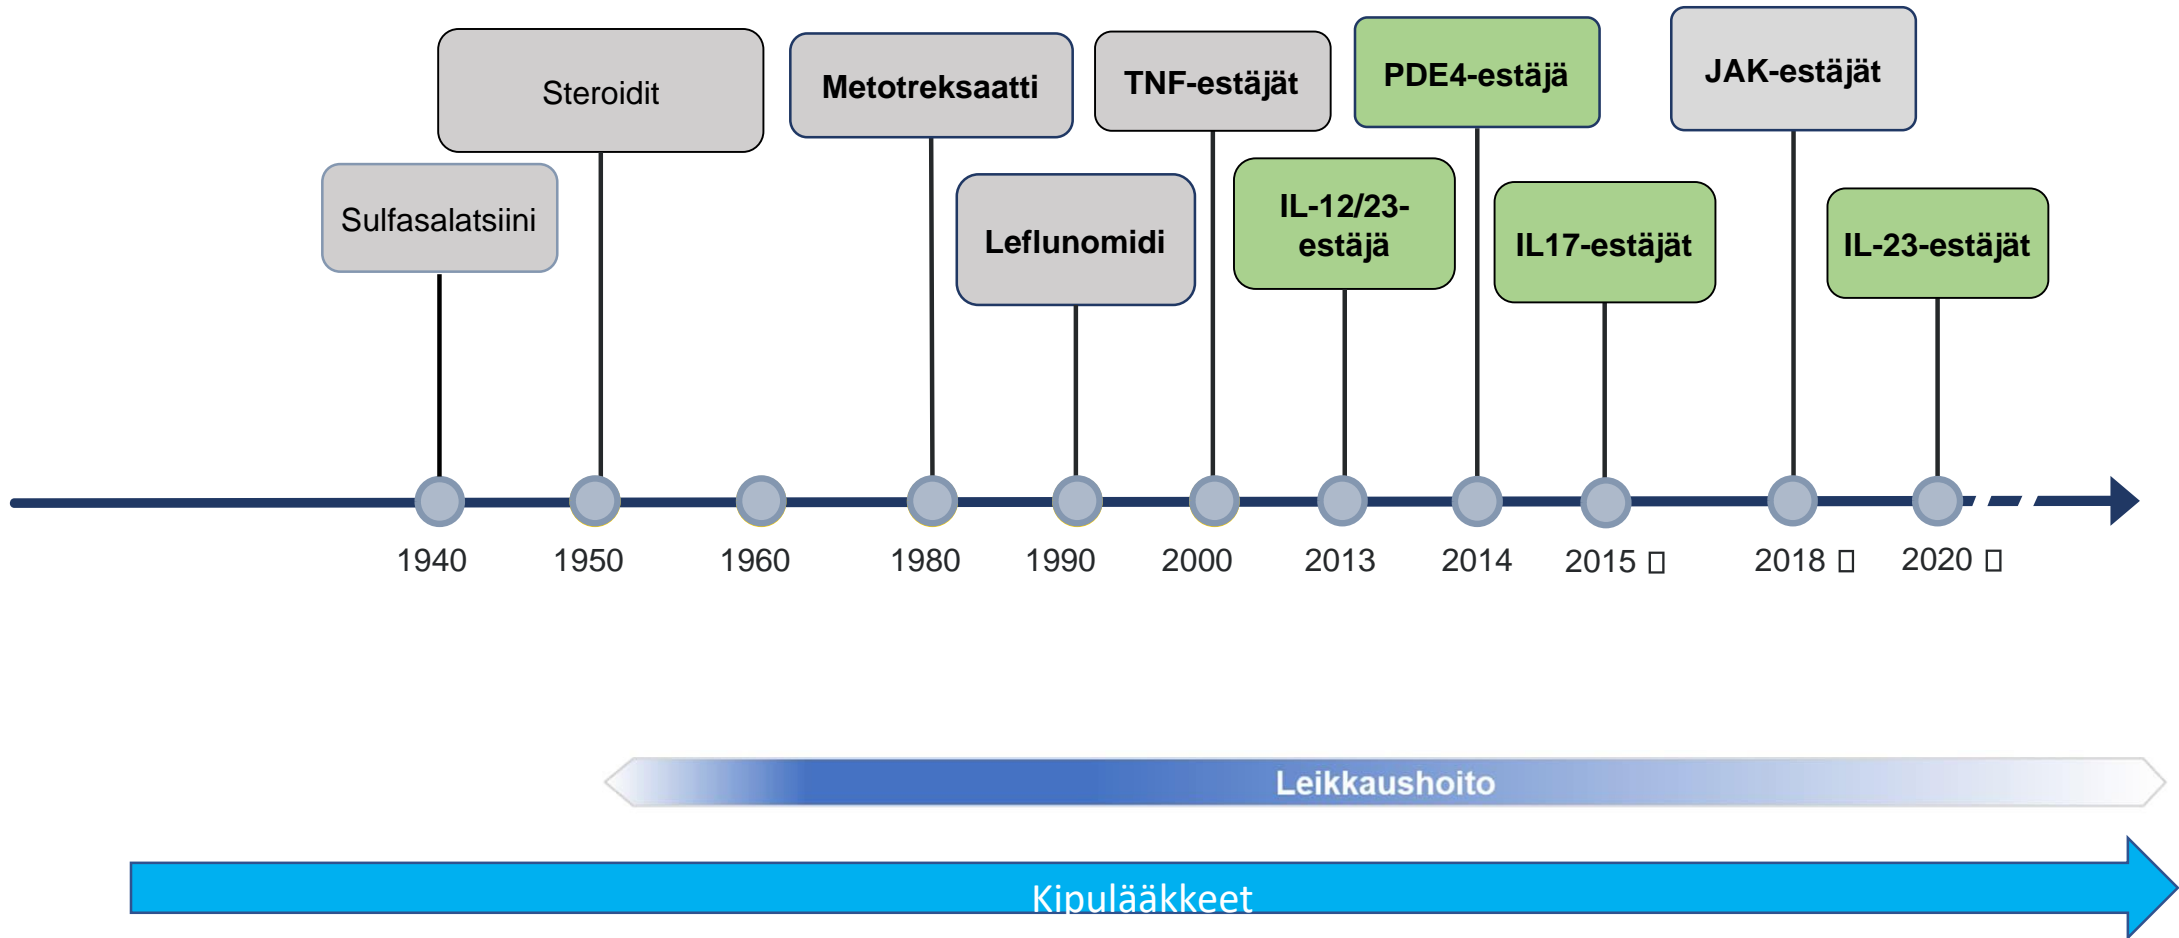 Steroidit
Metotreksaatti
TNF-estäjät
PDE4-estäjä
JAK-estäjät
Sulfasalatsiini
Leflunomidi
IL-12/23-
estäjä
IL17-estäjät
IL-23-estäjät
1940
1950
1960
1980
1990
2000
2013
2014
2015 
2018 
2020 
Leikkaushoito
Kipulääkkeet